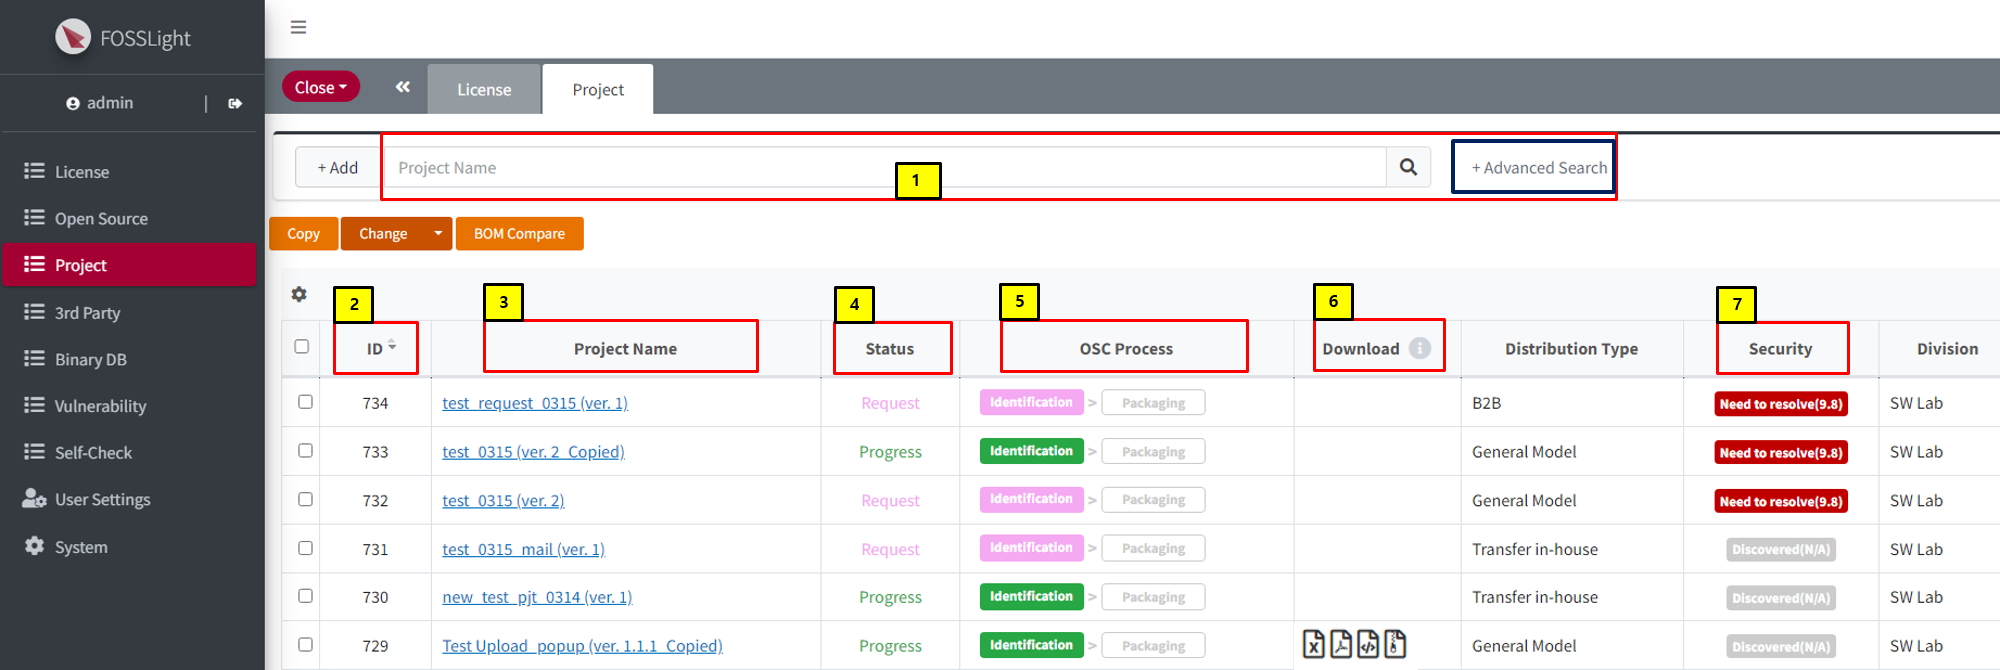 FOSSLight
admin
License
Open Source
Project
3rd Party
Binary DB
Vulnerability
Self-Check
User Settings
System
Close
License
Project
+ Add
Project Name
1
+ Advanced Search
Copy
Change
BOM Compare
2
3
4
5
6
7
ID
Project Name
Status
OSC Process
Download
Distribution Type
Security
Division
734 test_request_0315 (ver. 1) Request Identification > Packaging B2B Need to resolve(9.8) SW Lab
733 test_0315 (ver. 2_Copied) Progress Identification > Packaging General Model Need to resolve(9.8) SW Lab
732 test_0315 (ver. 2) Request Identification > Packaging General Model Need to resolve(9.8) SW Lab
731 test_0315_mail (ver. 1) Request Identification > Packaging Transfer in-house Discovered(N/A) SW Lab
730 new_test_pjt_0314 (ver. 1) Progress Identification > Packaging Transfer in-house Discovered(N/A) SW Lab
729 Test Upload_popup (ver. 1.1.1_Copied) Progress Identification > Packaging General Model Discovered(N/A) SW Lab